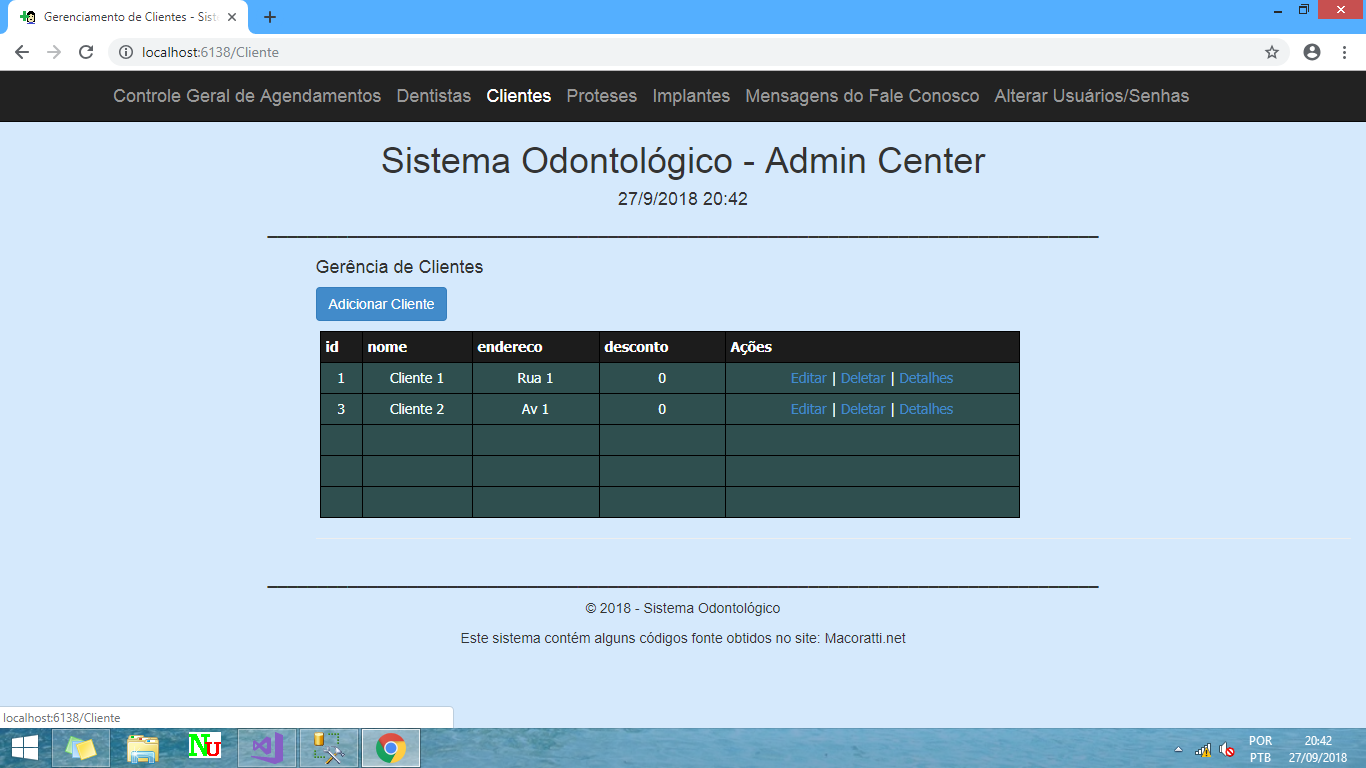 Gerenciamento de Clientes - Sist
localhost:6138/Cliente
Controle Geral de Agendamentos Dentistas Clientes Proteses Implantes Mensagens do Fale Conosco Alterar Usuários/Senhas
Sistema Odontológico - Admin Center
27/9/2018 20:42
Gerência de Clientes
Adicionar Cliente
id nome endereco desconto Ações
1 Cliente 1 Rua 1 0 Editar | Deletar | Detalhes
3 Cliente 2 Av 1 0 Editar | Deletar | Detalhes
© 2018 - Sistema Odontológico
Este sistema contém alguns códigos fonte obtidos no site: Macoratti.net
localhost:6138/Cliente
NU
POR 20:42
PTB 27/09/2018